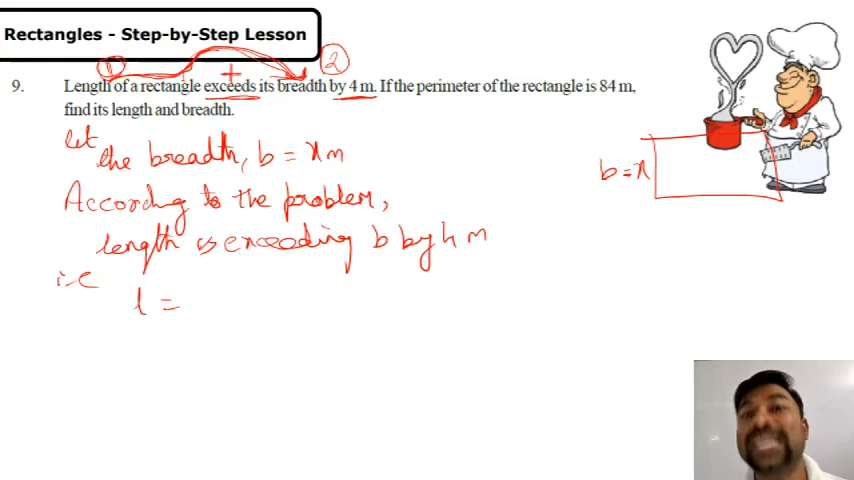 Rectangles - Step-by-Step Lesson
1 + 2
9. Length of a rectangle exceeds its breadth by 4 m. If the perimeter of the rectangle is 84 m,
find its length and breadth.
let
the breadth, b = x m
b = x
According to the problem,
length is exceeding b by 4 m
i.e
l =